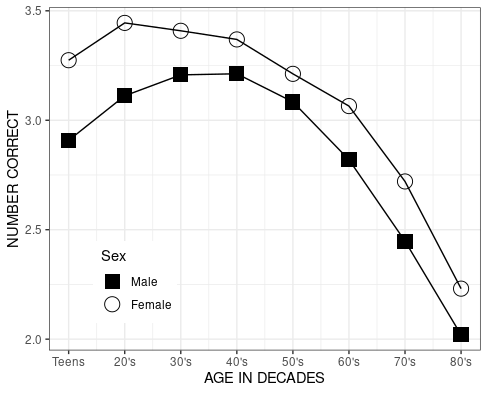 3.5
3.0
2.5
2.0
NUMBER CORRECT
Sex
Male
Female
Teens 20's 30's 40's 50's 60's 70's 80's
AGE IN DECADES